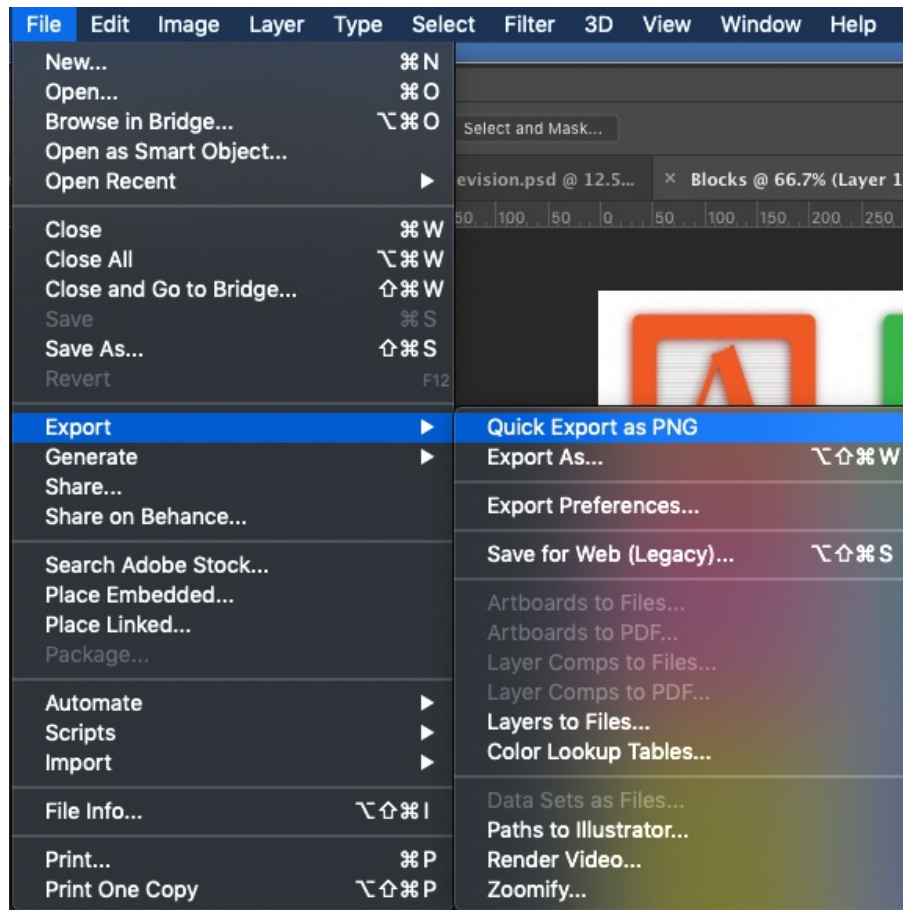 File Edit Image Layer Type Select Filter 3D View Window Help
New... ⌘N
Open... ⌘O
Browse in Bridge... ⌥⌘O
Open as Smart Object...
Open Recent ▶
Close ⌘W
Close All ⌥⌘W
Close and Go to Bridge... ⇧⌘W
Save ⌘S
Save As... ⇧⌘S
Revert F12
Export ▶
Generate ▶
Share...
Share on Behance...
Search Adobe Stock...
Place Embedded...
Place Linked...
Package...
Automate ▶
Scripts ▶
Import ▶
File Info... ⌥⇧⌘I
Print... ⌘P
Print One Copy ⌥⇧⌘P
Select and Mask...
evision.psd @ 12.5... × Blocks @ 66.7% (Layer 1
50 100 50 0 50 100 150 200 250
A
Quick Export as PNG
Export As... ⌥⇧⌘W
Export Preferences...
Save for Web (Legacy)... ⌥⇧⌘S
Artboards to Files...
Artboards to PDF...
Layer Comps to Files...
Layer Comps to PDF...
Layers to Files...
Color Lookup Tables...
Data Sets as Files...
Paths to Illustrator...
Render Video...
Zoomify...